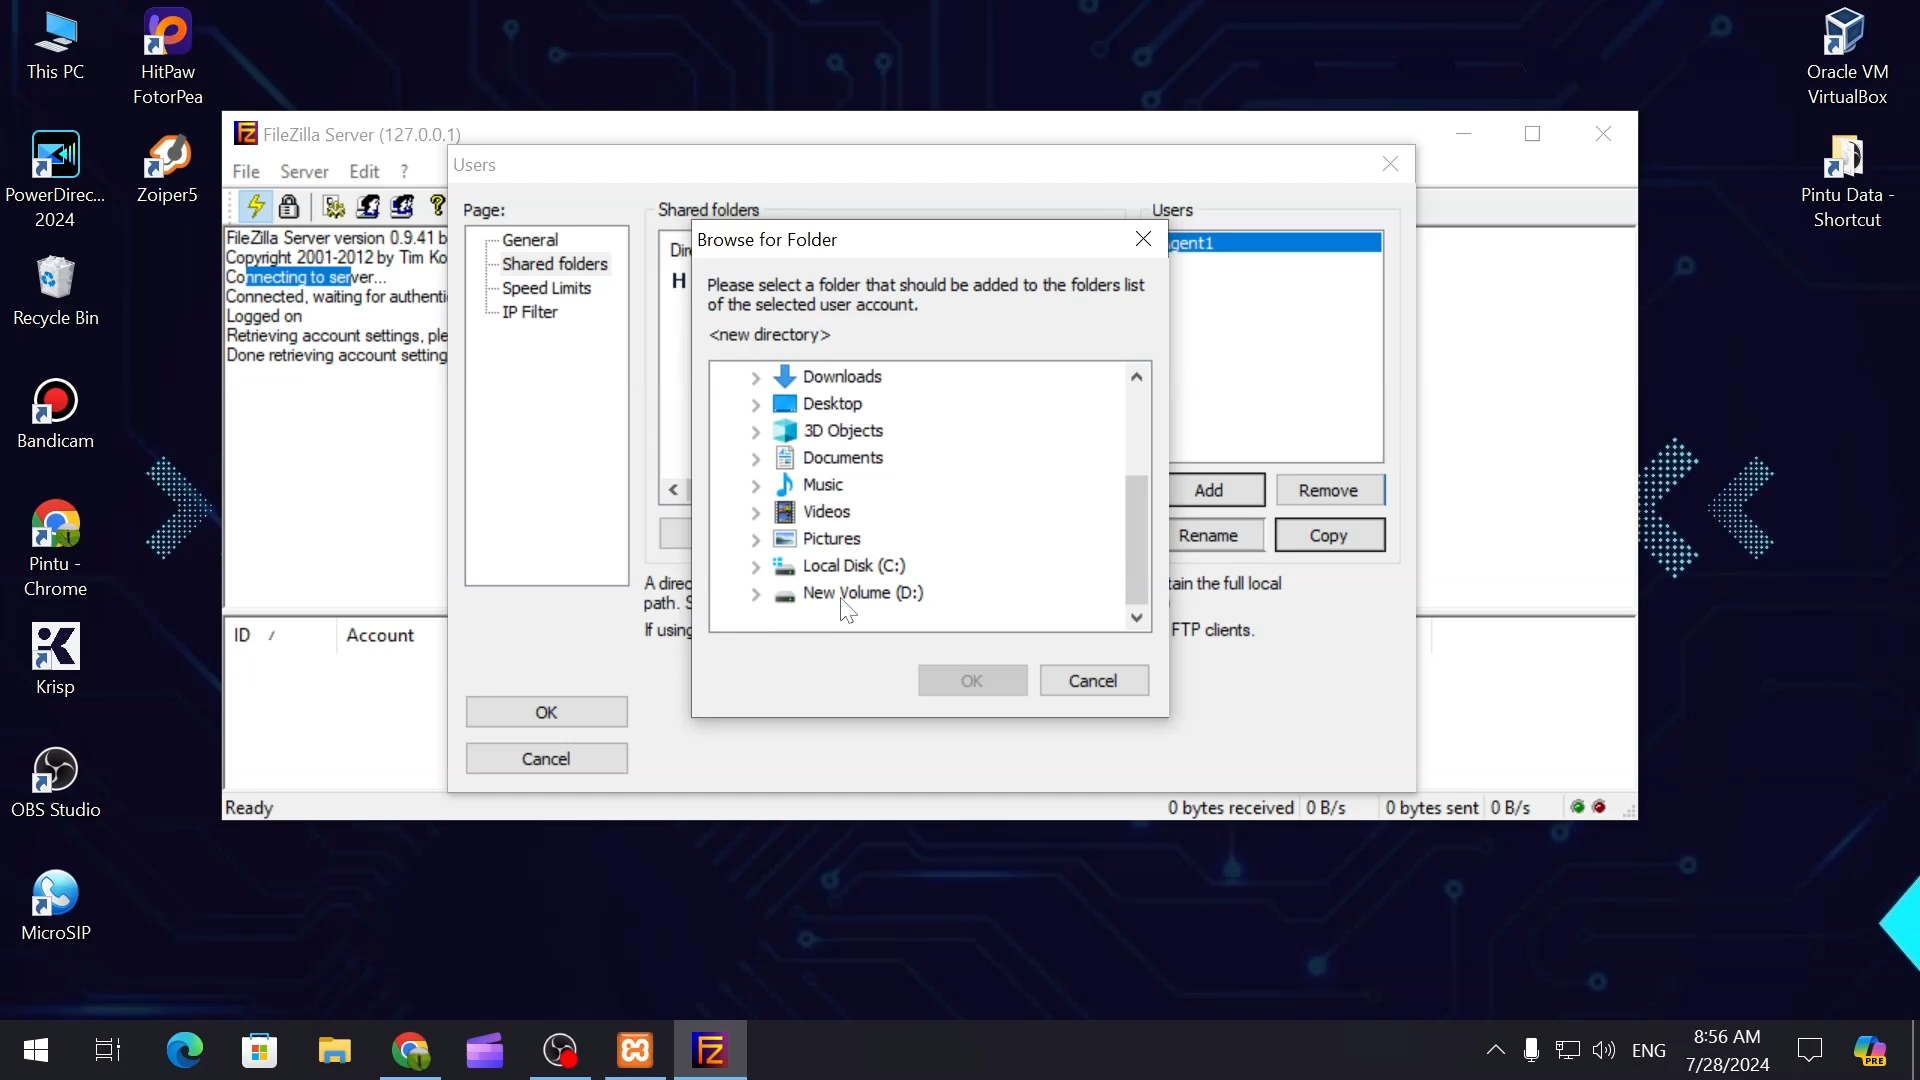 This PC
HitPaw
FotorPea
PowerDirec...
2024
Zoiper5
Recycle Bin
Bandicam
Pintu -
Chrome
Krisp
OBS Studio
MicroSIP
Oracle VM
VirtualBox
Pintu Data -
Shortcut
FileZilla Server (127.0.0.1)
File Server Edit ?
FileZilla Server version 0.9.41 b
Copyright 2001-2012 by Tim Ko
Connecting to server...
Connected, waiting for authenti
Logged on
Retrieving account settings, ple
Done retrieving account setting
ID / Account
Ready
0 bytes received 0 B/s 0 bytes sent 0 B/s
Users
Page:
General
Shared folders
Speed Limits
IP Filter
OK
Cancel
Shared folders
Dire
H
A direc
path. S
If using
Users
gent1
Add Remove
Rename Copy
tain the full local
FTP clients.
Browse for Folder
Please select a folder that should be added to the folders list
of the selected user account.
<new directory>
Downloads
Desktop
3D Objects
Documents
Music
Videos
Pictures
Local Disk (C:)
New Volume (D:)
OK Cancel
ENG
8:56 AM
7/28/2024
PRE